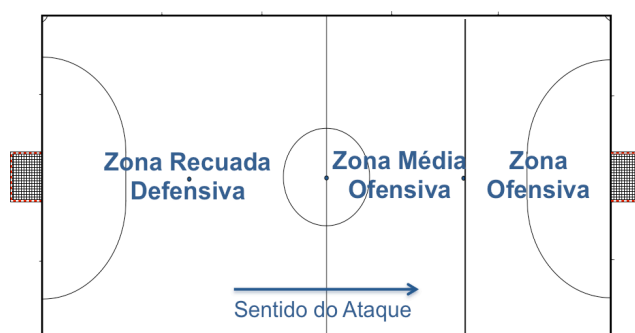 Zona Recuada
Defensiva
Zona Média
Ofensiva
Zona
Ofensiva
Sentido do Ataque